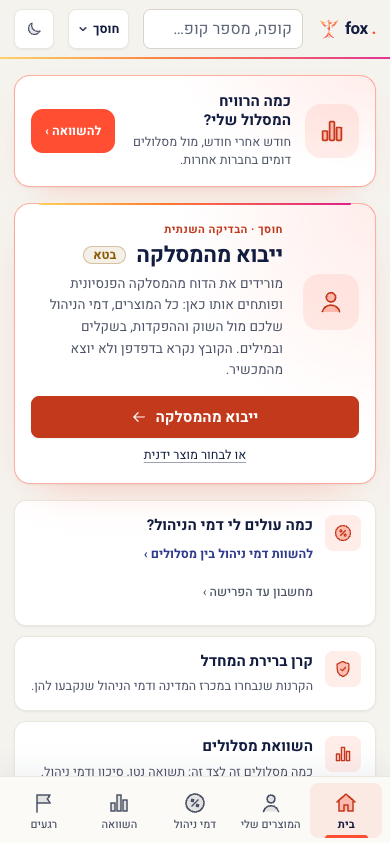 fox.
קופה, מספר קופ...
חוסך
כמה הרוויח
המסלול שלי?
חודש אחרי חודש, מול מסלולים
דומים בחברות אחרות.
להשוואה ‹
חוסך · הבדיקה השנתית
ייבוא מהמסלקה בטא
מורידים את הדוח מהמסלקה הפנסיונית
ופותחים אותו כאן: כל המוצרים, דמי הניהול
שלכם מול השוק וההפקדות, בשקלים
ובמילים. הקובץ נקרא בדפדפן ולא יוצא
מהמכשיר.
ייבוא מהמסלקה ←
או לבחור מוצר ידנית
כמה עולים לי דמי הניהול?
להשוות דמי ניהול בין מסלולים ‹
מחשבון עד הפרישה ‹
קרן ברירת המחדל
הקרנות שנבחרו במכרז המדינה ודמי הניהול שנקבעו להן.
השוואת מסלולים
כמה מסלולים זה לצד זה: תשואה נטו, סיכון ודמי ניהול.
בית
המוצרים שלי
דמי ניהול
השוואה
רגעים